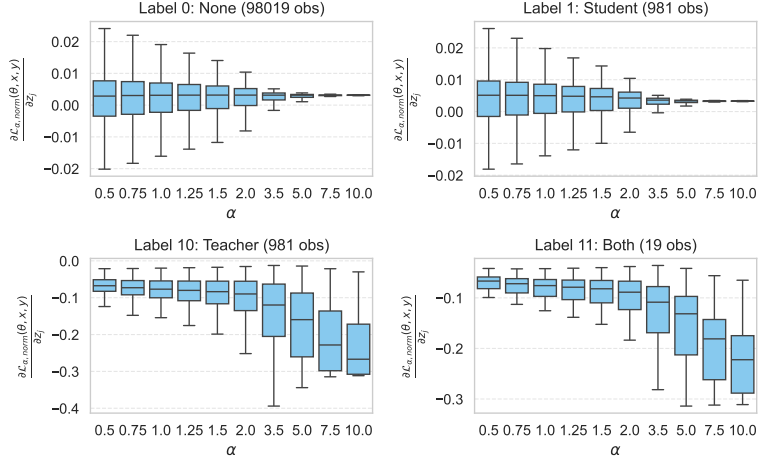 Label 0: None (98019 obs)
∂ℒα,norm(θ, x, y)
∂zj
0.02
0.01
0.00
−0.01
−0.02
0.5 0.75 1.0 1.25 1.5 2.0 3.5 5.0 7.5 10.0
α
Label 1: Student (981 obs)
∂ℒα,norm(θ, x, y)
∂zj
0.02
0.01
0.00
−0.01
−0.02
0.5 0.75 1.0 1.25 1.5 2.0 3.5 5.0 7.5 10.0
α
Label 10: Teacher (981 obs)
∂ℒα,norm(θ, x, y)
∂zj
0.0
−0.1
−0.2
−0.3
−0.4
0.5 0.75 1.0 1.25 1.5 2.0 3.5 5.0 7.5 10.0
α
Label 11: Both (19 obs)
∂ℒα,norm(θ, x, y)
∂zj
−0.1
−0.2
−0.3
0.5 0.75 1.0 1.25 1.5 2.0 3.5 5.0 7.5 10.0
α